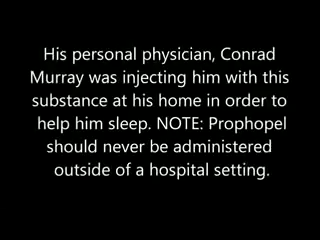 His personal physician, Conrad
Murray was injecting him with this
substance at his home in order to
help him sleep. NOTE: Prophopel
should never be administered
outside of a hospital setting.